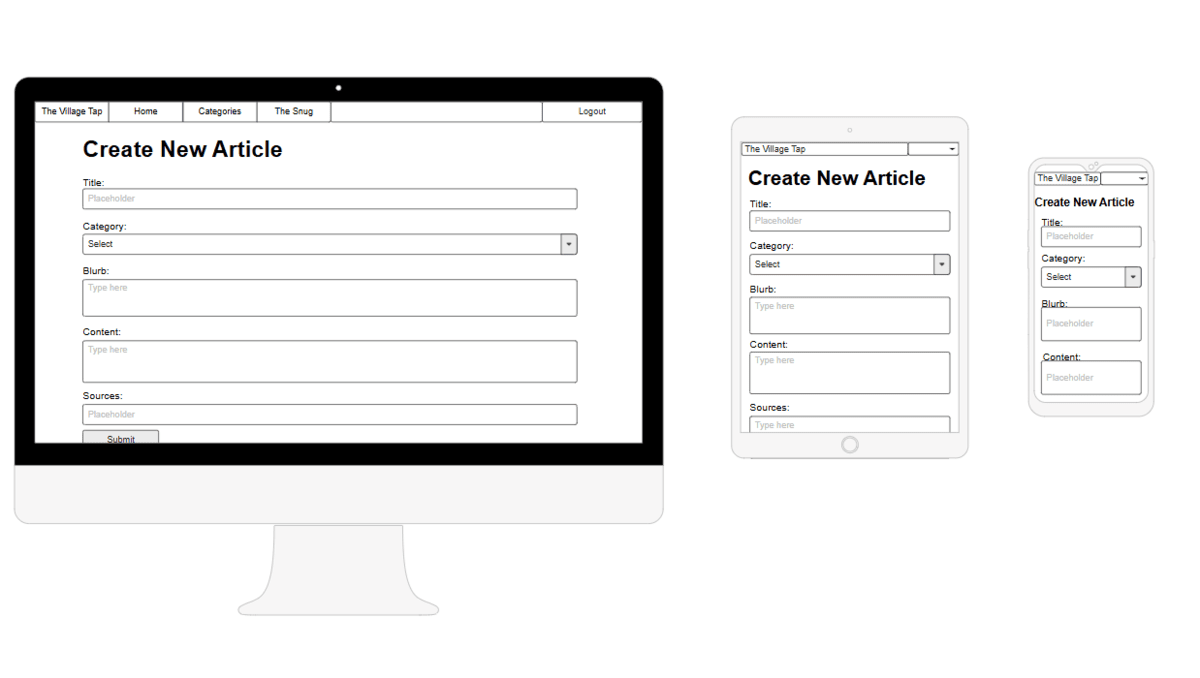 The Village Tap Home Categories The Snug Logout
Create New Article
Title:
Placeholder
Category:
Select
Blurb:
Type here
Content:
Type here
Sources:
Placeholder
Submit
The Village Tap
Create New Article
Title:
Placeholder
Category:
Select
Blurb:
Type here
Content:
Type here
Sources:
Type here
The Village Tap
Create New Article
Title:
Placeholder
Category:
Select
Blurb:
Placeholder
Content:
Placeholder